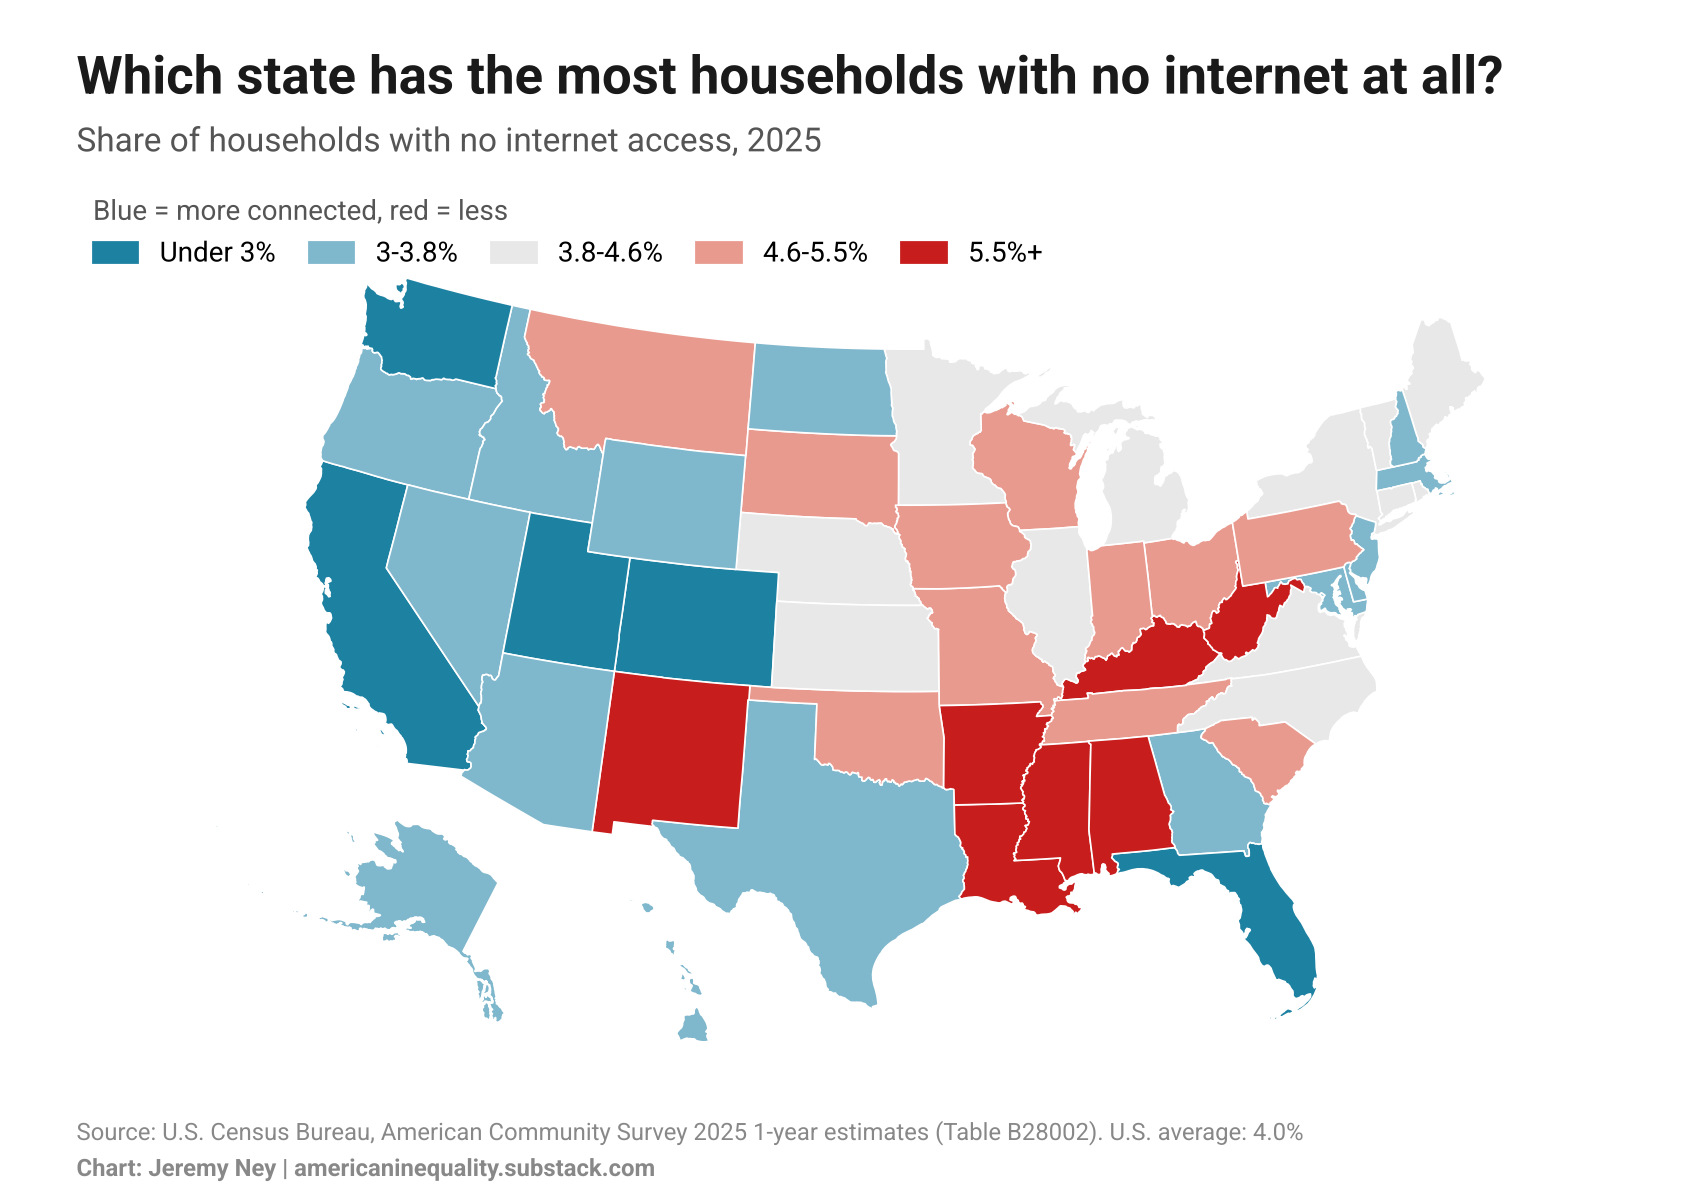 Which state has the most households with no internet at all?
Share of households with no internet access, 2025
Blue = more connected, red = less
Under 3% 3-3.8% 3.8-4.6% 4.6-5.5% 5.5%+
Source: U.S. Census Bureau, American Community Survey 2025 1-year estimates (Table B28002). U.S. average: 4.0%
Chart: Jeremy Ney | americaninequality.substack.com